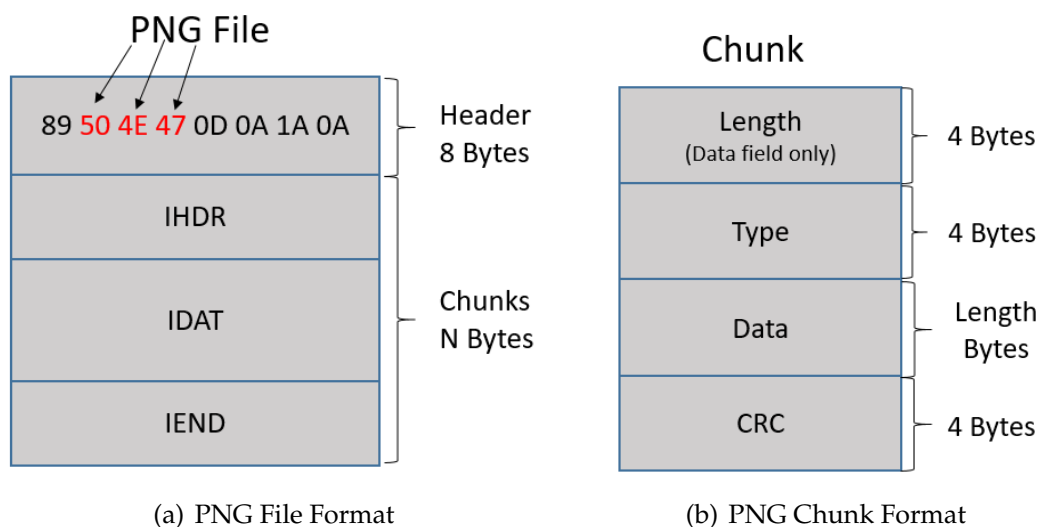 PNG File
89 50 4E 47 0D 0A 1A 0A
Header
8 Bytes
IHDR
IDAT
IEND
Chunks
N Bytes
(a) PNG File Format
Chunk
Length
(Data field only)
4 Bytes
Type
4 Bytes
Data
Length
Bytes
CRC
4 Bytes
(b) PNG Chunk Format